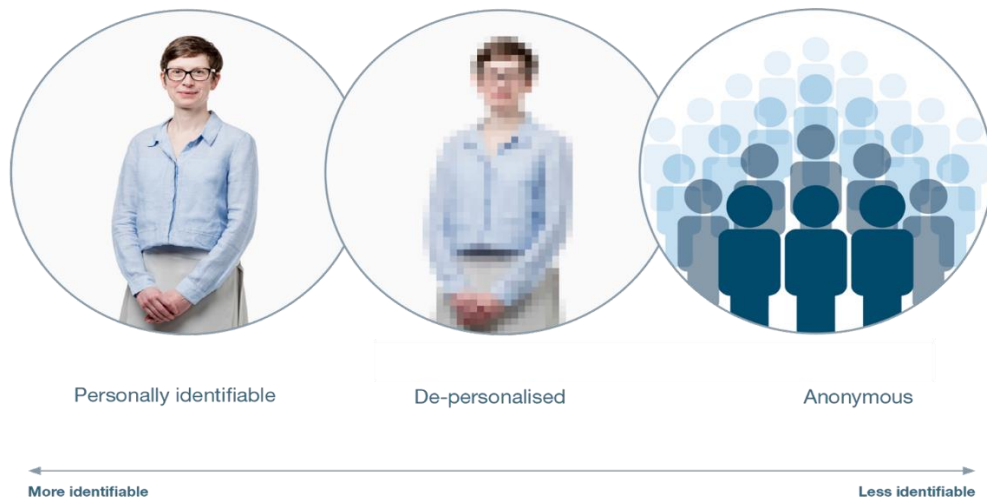 Personally identifiable
De-personalised
Anonymous
More identifiable
Less identifiable